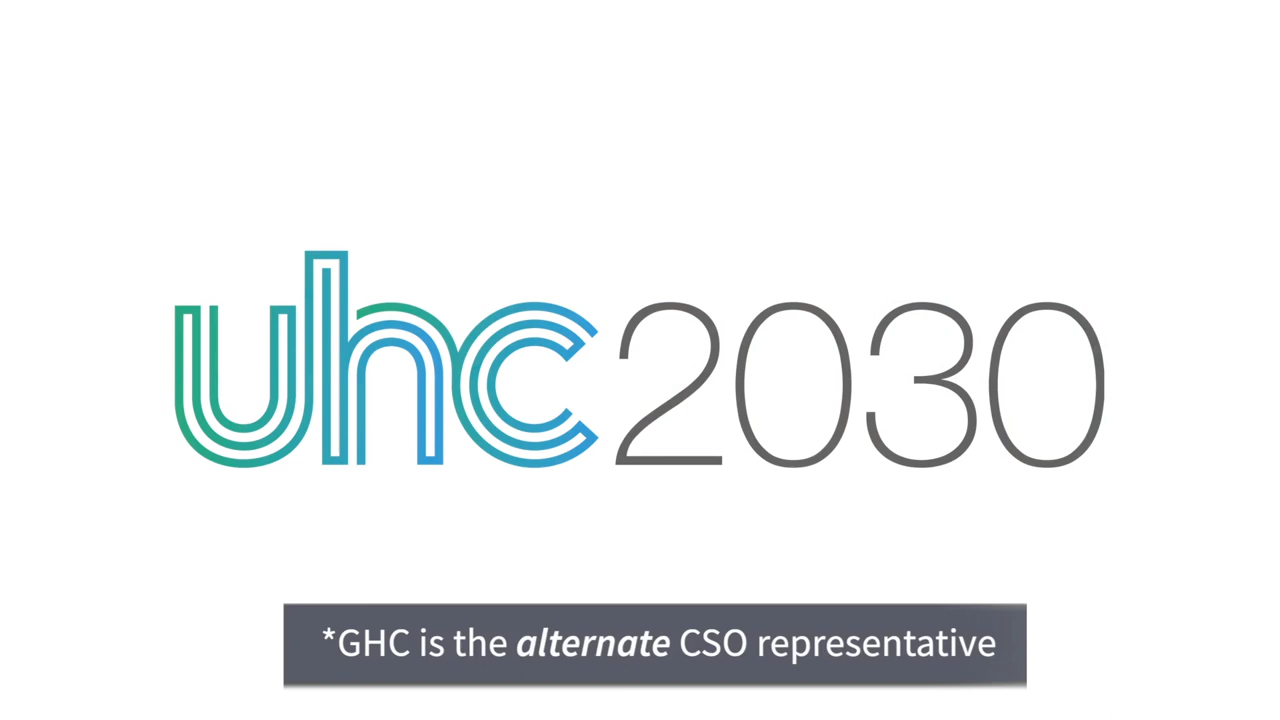 uhc2030
*GHC is the alternate CSO representative